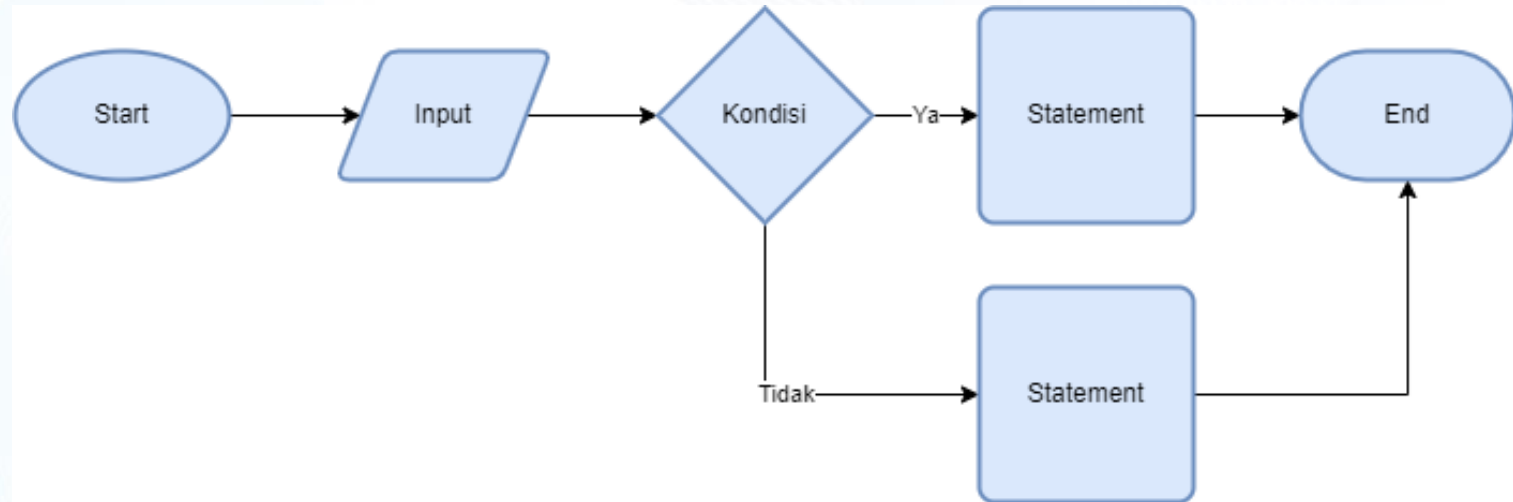 Start
Input
Kondisi
Ya
Statement
End
Tidak
Statement